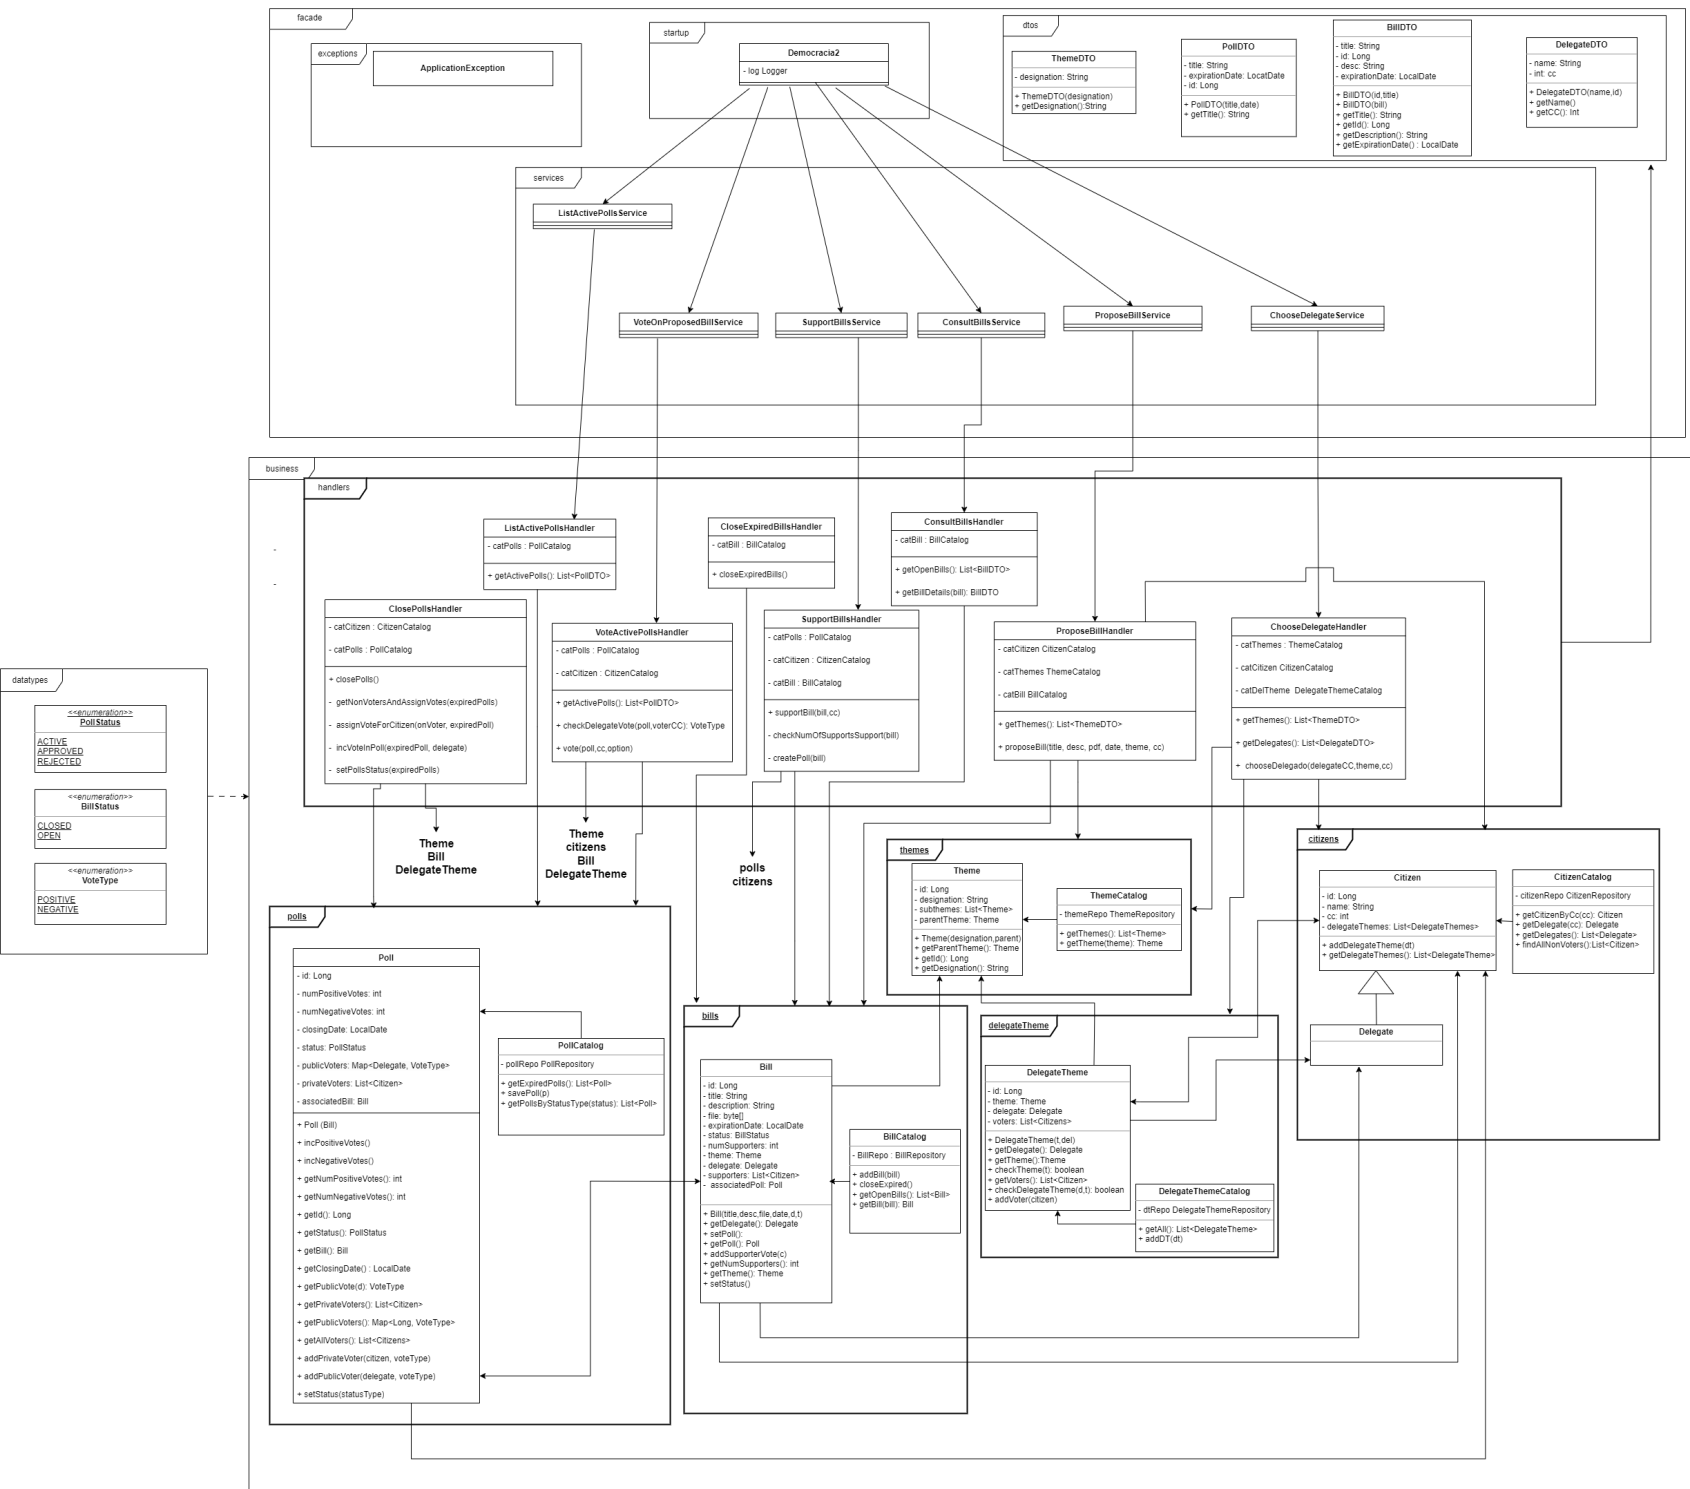 facade
exceptions
ApplicationException
startup
Democracia2
- log Logger
dtos
ThemeDTO
- designation: String
+ ThemeDTO(designation)
+ getDesignation():String
PollDTO
- title: String
- expirationDate: LocatDate
- id: Long
+ PollDTO(title,date)
+ getTitle(): String
BillDTO
- title: String
- id: Long
- desc: String
- expirationDate: LocalDate
+ BillDTO(id,title)
+ BillDTO(bill)
+ getTitle(): String
+ getId(): Long
+ getDescription(): String
+ getExpirationDate() : LocalDate
DelegateDTO
- name: String
- int: cc
+ DelegateDTO(name,id)
+ getName()
+ getCC(): Int
services
ListActivePollsService
VoteOnProposedBillService
SupportBillsService
ConsultBillsService
ProposeBillService
ChooseDelegateService
business
handlers
ListActivePollsHandler
- catPolls : PollCatalog
+ getActivePolls(): List<PollDTO>
CloseExpiredBillsHandler
- catBill : BillCatalog
+ closeExpiredBills()
ConsultBillsHandler
- catBill : BillCatalog
+ getOpenBills(): List<BillDTO>
+ getBillDetails(bill): BillDTO
-
-
ClosePollsHandler
- catCitizen : CitizenCatalog
- catPolls : PollCatalog
+ closePolls()
- getNonVotersAndAssignVotes(expiredPolls)
- assignVoteForCitizen(onVoter, expiredPoll)
- incVoteInPoll(expiredPoll, delegate)
- setPollsStatus(expiredPolls)
VoteActivePollsHandler
- catPolls : PollCatalog
- catCitizen : CitizenCatalog
+ getActivePolls(): List<PollDTO>
+ checkDelegateVote(poll,voterCC): VoteType
+ vote(poll,cc,option)
SupportBillsHandler
- catPolls : PollCatalog
- catCitizen : CitizenCatalog
- catBill : BillCatalog
+ supportBill(bill,cc)
- checkNumOfSupportsSupport(bill)
- createPoll(bill)
ProposeBillHandler
- catCitizen CitizenCatalog
- catThemes ThemeCatalog
- catBill BillCatalog
+ getThemes(): List<ThemeDTO>
+ proposeBill(title, desc, pdf, date, theme, cc)
ChooseDelegateHandler
- catThemes : ThemeCatalog
- catCitizen CitizenCatalog
- catDelTheme DelegateThemeCatalog
+ getThemes(): List<ThemeDTO>
+ getDelegates(): List<DelegateDTO>
+ chooseDelegado(delegateCC,theme,cc)
datatypes
<<enumeration>>
PollStatus
ACTIVE
APPROVED
REJECTED
<<enumeration>>
BillStatus
CLOSED
OPEN
<<enumeration>>
VoteType
POSITIVE
NEGATIVE
Theme
Bill
DelegateTheme
Theme
citizens
Bill
DelegateTheme
polls
citizens
themes
Theme
- id: Long
- designation: String
- subthemes: List<Theme>
- parentTheme: Theme
+ Theme(designation,parent)
+ getParentTheme(): Theme
+ getId(): Long
+ getDesignation(): String
ThemeCatalog
- themeRepo ThemeRepository
+ getThemes(): List<Theme>
+ getTheme(theme): Theme
citizens
Citizen
- id: Long
- name: String
- cc: int
- delegateThemes: List<DelegateThemes>
+ addDelegateTheme(dt)
+ getDelegateThemes(): List<DelegateTheme>
CitizenCatalog
- citizenRepo CitizenRepository
+ getCitizenByCc(cc): Citizen
+ getDelegate(cc): Delegate
+ getDelegates(): List<Delegate>
+ findAllNonVoters():List<Citizen>
Delegate
polls
Poll
- id: Long
- numPositiveVotes: int
- numNegativeVotes: int
- closingDate: LocalDate
- status: PollStatus
- publicVoters: Map<Delegate, VoteType>
- privateVoters: List<Citizen>
- associatedBill: Bill
+ Poll (Bill)
+ incPositiveVotes()
+ incNegativeVotes()
+ getNumPositiveVotes(): int
+ getNumNegativeVotes(): int
+ getId(): Long
+ getStatus(): PollStatus
+ getBill(): Bill
+ getClosingDate() : LocalDate
+ getPublicVote(d): VoteType
+ getPrivateVoters(): List<Citizen>
+ getPublicVoters(): Map<Long, VoteType>
+ getAllVoters(): List<Citizens>
+ addPrivateVoter(citizen, voteType)
+ addPublicVoter(delegate, voteType)
+ setStatus(statusType)
PollCatalog
- pollRepo PollRepository
+ getExpiredPolls(): List<Poll>
+ savePoll(p)
+ getPollsByStatusType(status): List<Poll>
bills
Bill
- id: Long
- title: String
- description: String
- file: byte[]
- expirationDate: LocalDate
- status: BillStatus
- numSupporters: int
- theme: Theme
- delegate: Delegate
- supporters: List<Citizen>
- associatedPoll: Poll
+ Bill(title,desc,file,date,d,t)
+ getDelegate(): Delegate
+ setPoll():
+ getPoll(): Poll
+ addSupporterVote(c)
+ getNumSupporters(): int
+ getTheme(): Theme
+ setStatus()
BillCatalog
- BillRepo : BillRepository
+ addBill(bill)
+ closeExpired()
+ getOpenBills(): List<Bill>
+ getBill(bill): Bill
delegateTheme
DelegateTheme
- id: Long
- theme: Theme
- delegate: Delegate
- voters: List<Citizens>
+ DelegateTheme(t,del)
+ getDelegate(): Delegate
+ getTheme():Theme
+ checkTheme(t): boolean
+ getVoters(): List<Citizen>
+ checkDelegateTheme(d,t): boolean
+ addVoter(citizen)
DelegateThemeCatalog
- dtRepo DelegateThemeRepository
+ getAll(): List<DelegateTheme>
+ addDT(dt)